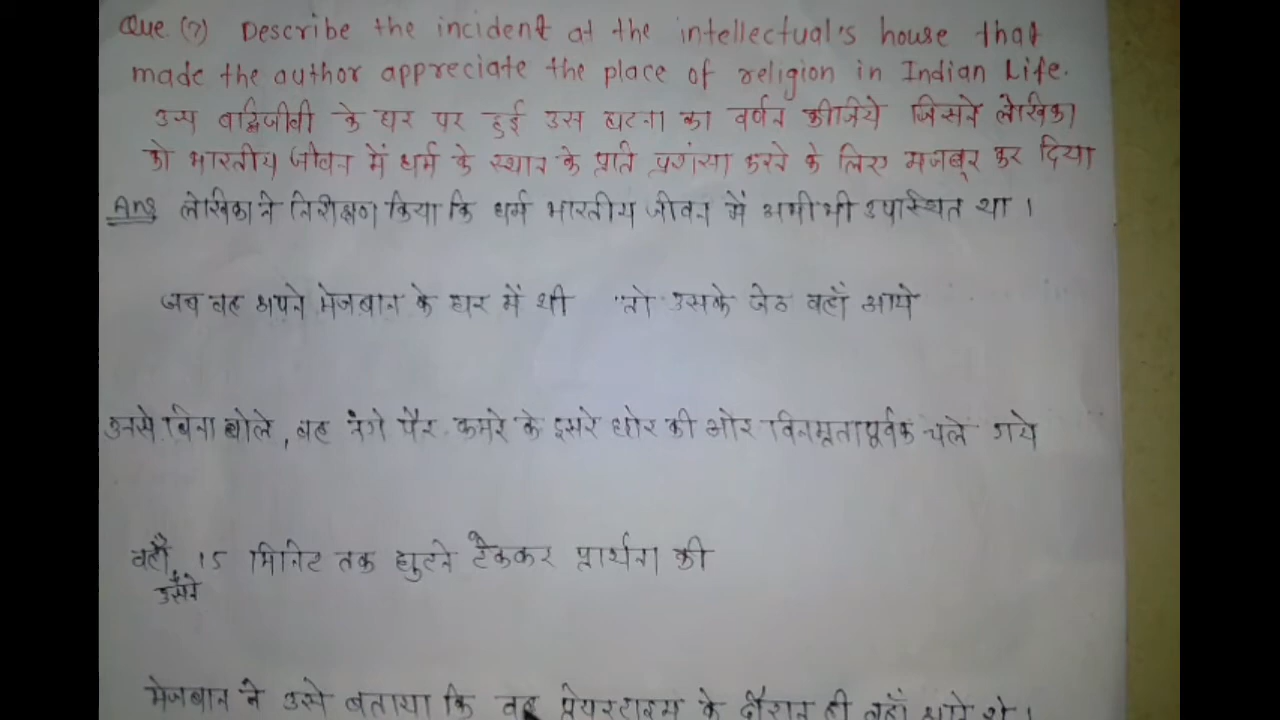 Que. (7) Describe the incident at the intellectual's house that
made the author appreciate the place of religion in Indian Life.
उस बुद्धिजीवी के घर पर हुई उस घटना का वर्णन कीजिये जिसने लेखिका
को भारतीय जीवन में धर्म के स्थान के प्रति प्रशंसा करने के लिए मजबूर कर दिया
Ans लेखिका ने निरीक्षण किया कि धर्म भारतीय जीवन में अभी भी उपस्थित था ।
जब वह अपने मेजबान के घर में थी तो उसके जेठ वहाँ आये
उनसे बिना बोले, वह नंगे पैर कमरे के दूसरे छोर की ओर विनम्रतापूर्वक चले गये
वहाँ, 15 मिनिट तक घुटने टेककर प्रार्थना की
उसने
मेजबान ने उसे बताया कि वह प्रेयरटाइम के दौरान ही वहाँ आये थे ।